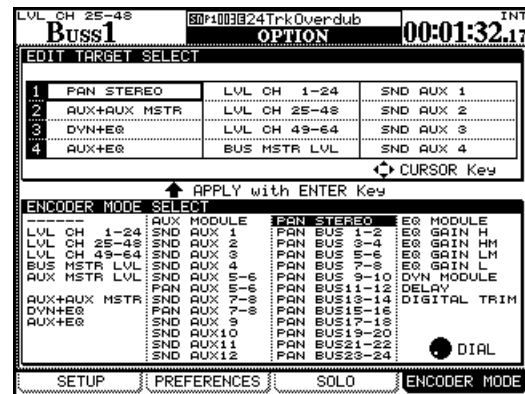 LVL CH 25-48
Buss1
24TrkOverdub
OPTION
INT
00:01:32.17
EDIT TARGET SELECT
1 PAN STEREO LVL CH 1-24 SND AUX 1
2 AUX+AUX MSTR LVL CH 25-48 SND AUX 2
3 DYN+EQ LVL CH 49-64 SND AUX 3
4 AUX+EQ BUS MSTR LVL SND AUX 4
CURSOR Key
APPLY with ENTER Key
ENCODER MODE SELECT
------ AUX MODULE PAN STEREO EQ MODULE
LVL CH 1-24 SND AUX 1 PAN BUS 1-2 EQ GAIN H
LVL CH 25-48 SND AUX 2 PAN BUS 3-4 EQ GAIN HM
LVL CH 49-64 SND AUX 3 PAN BUS 5-6 EQ GAIN LM
BUS MSTR LVL SND AUX 4 PAN BUS 7-8 EQ GAIN L
AUX MSTR LVL SND AUX 5-6 PAN BUS 9-10 DYN MODULE
PAN AUX 5-6 PAN BUS11-12 DELAY
AUX+AUX MSTR SND AUX 7-8 PAN BUS13-14 DIGITAL TRIM
DYN+EQ PAN AUX 7-8 PAN BUS15-16
AUX+EQ SND AUX 9 PAN BUS17-18
SND AUX10 PAN BUS19-20
SND AUX11 PAN BUS21-22
SND AUX12 PAN BUS23-24
DIAL
SETUP PREFERENCES SOLO ENCODER MODE